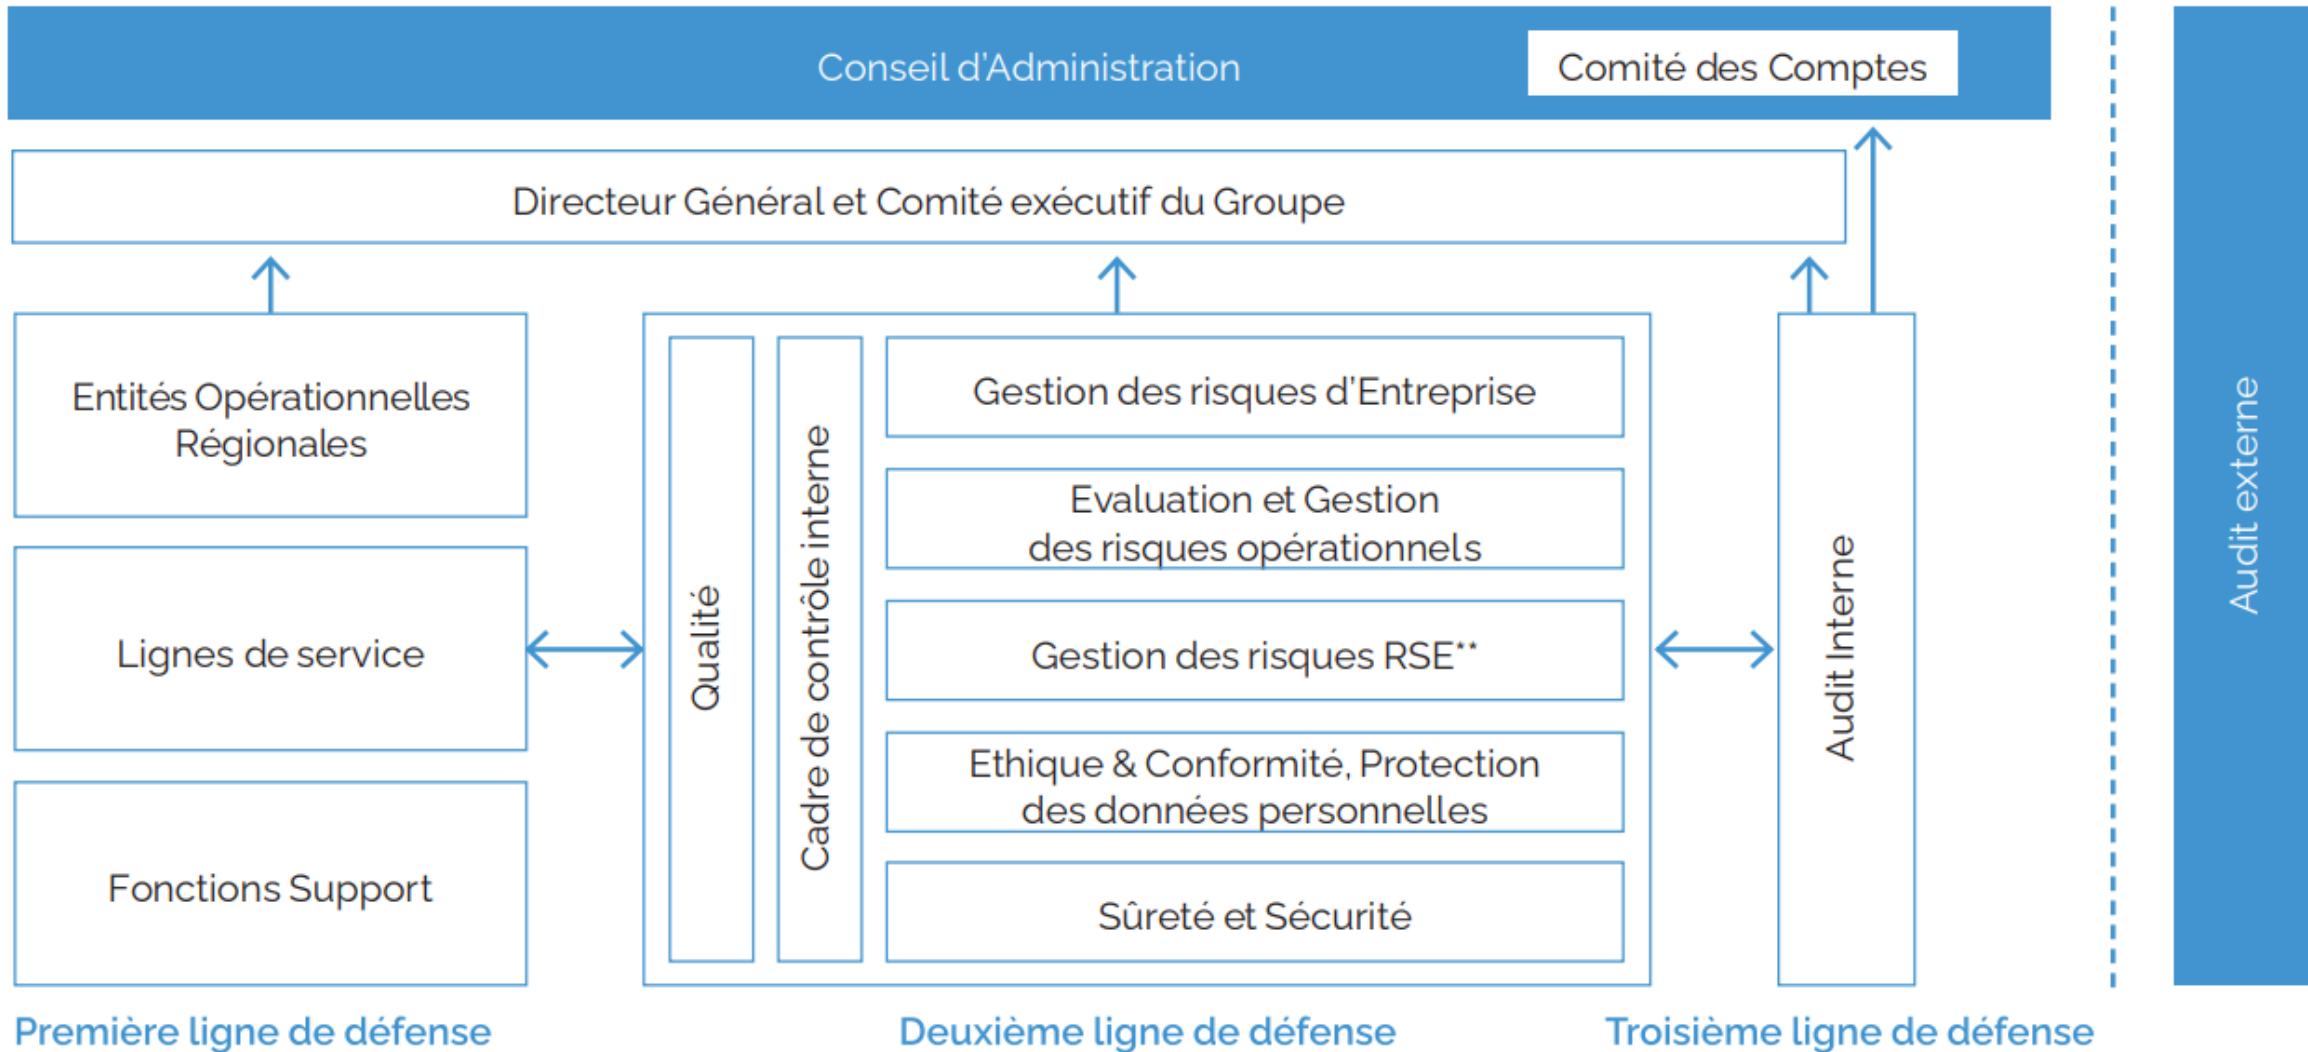 Conseil d'Administration
Comité des Comptes
Directeur Général et Comité exécutif du Groupe
Entités Opérationnelles
Régionales
Lignes de service
Fonctions Support
Qualité
Cadre de contrôle interne
Gestion des risques d'Entreprise
Evaluation et Gestion
des risques opérationnels
Gestion des risques RSE**
Ethique & Conformité, Protection
des données personnelles
Sûreté et Sécurité
Audit Interne
Audit externe
Première ligne de défense
Deuxième ligne de défense
Troisième ligne de défense